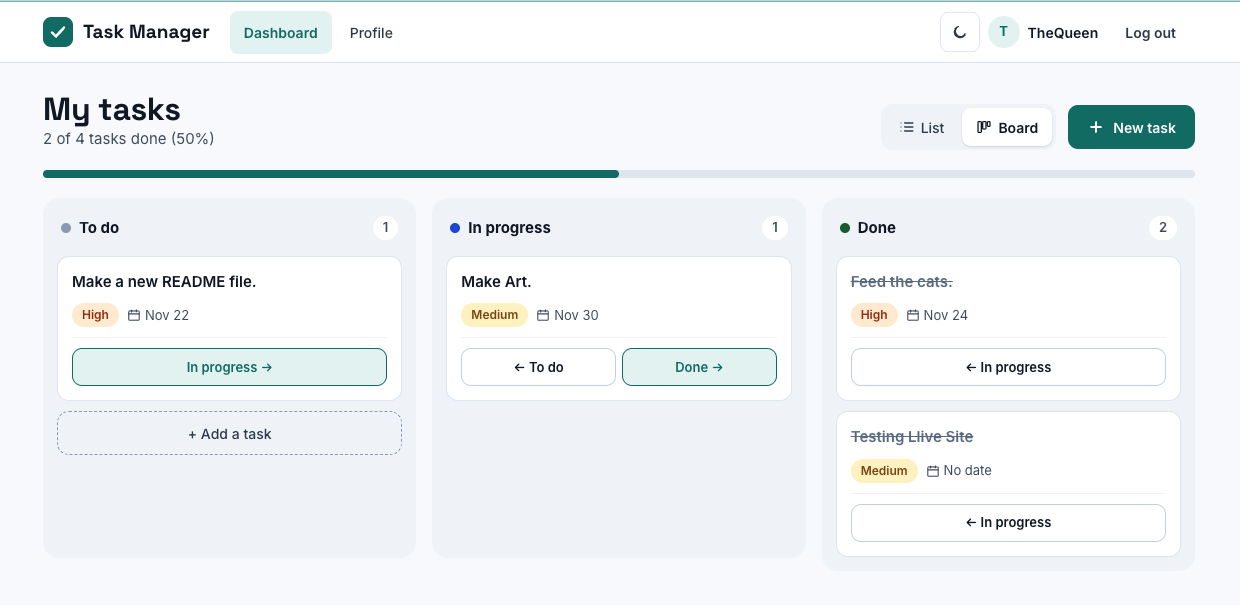 Task Manager
Dashboard
Profile
T
TheQueen
Log out
My tasks
2 of 4 tasks done (50%)
List
Board
+ New task
To do
1
Make a new README file.
High
Nov 22
In progress →
+ Add a task
In progress
1
Make Art.
Medium
Nov 30
← To do
Done →
Done
2
Feed the cats.
High
Nov 24
← In progress
Testing Llive Site
Medium
No date
← In progress